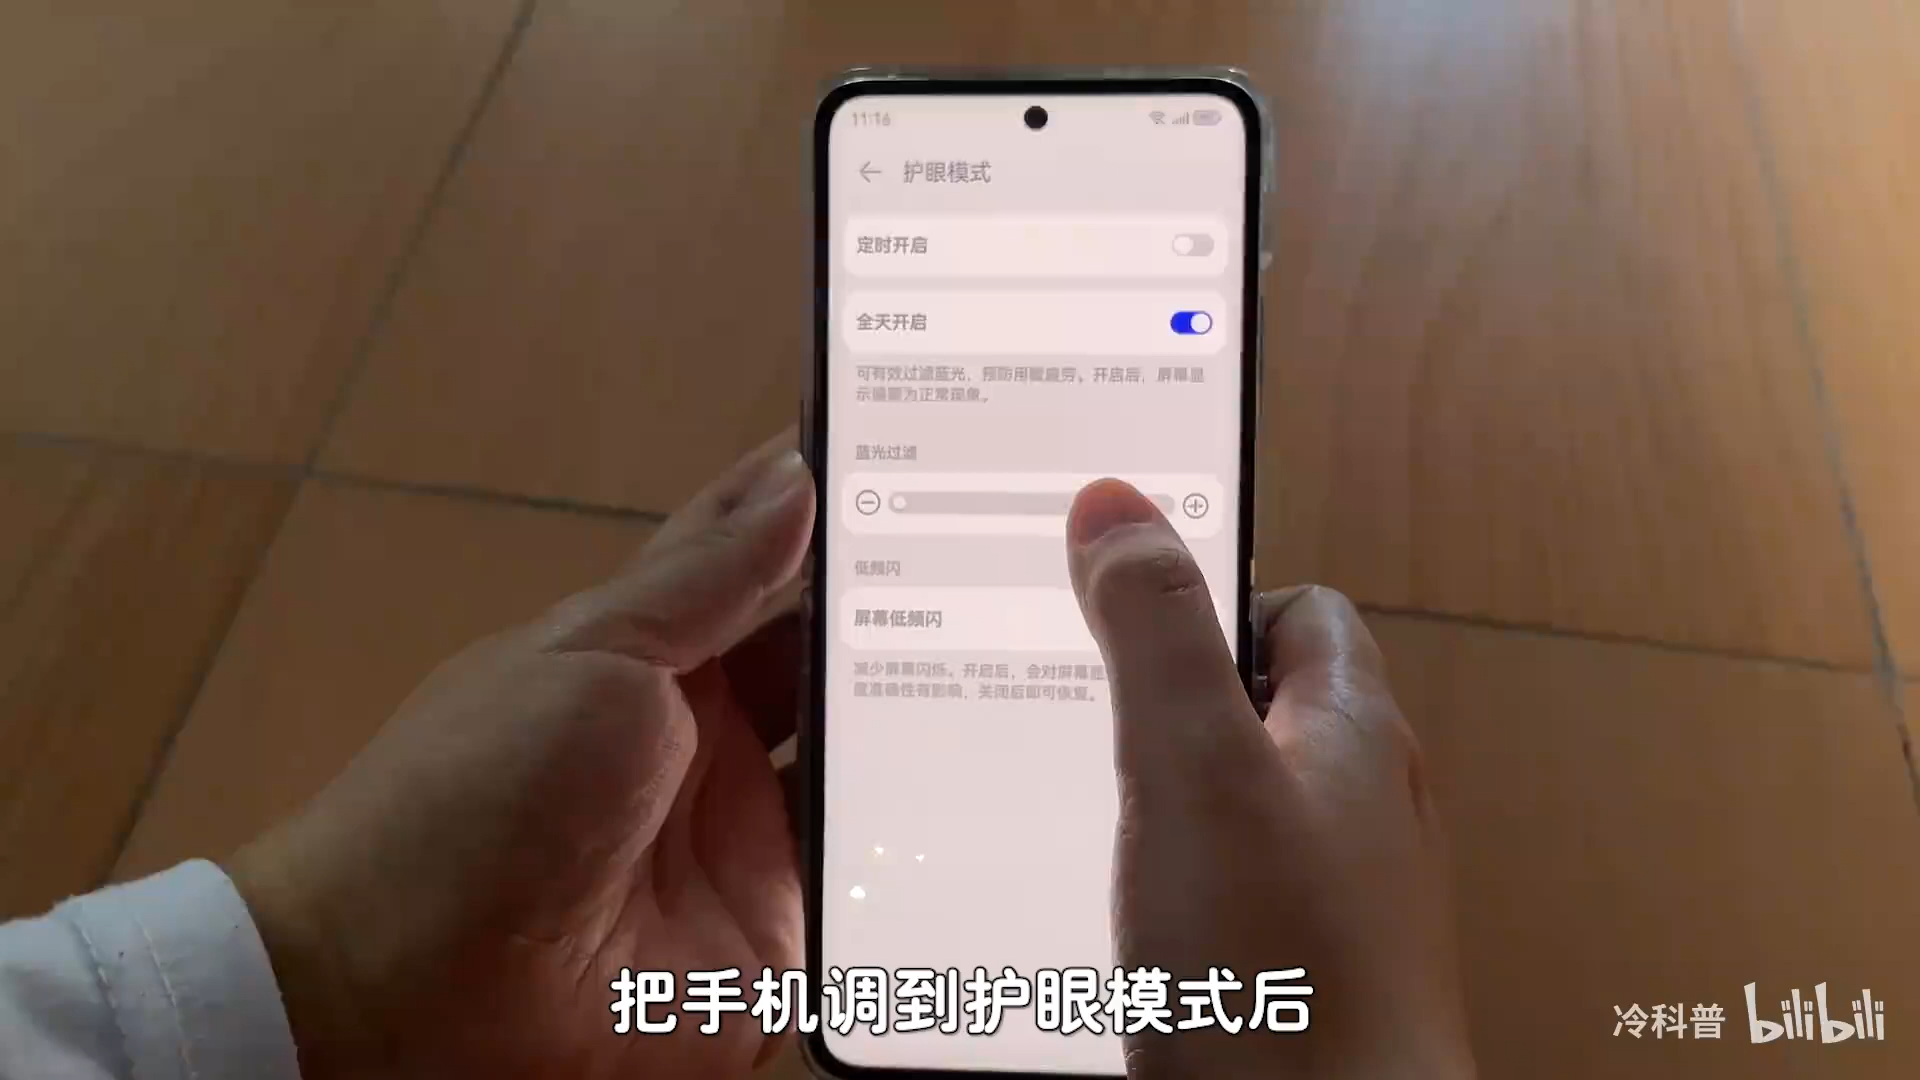 11:16
护眼模式
定时开启
全天开启
可有效过滤蓝光，预防用眼疲劳。开启后，屏幕显
示偏黄为正常现象。
蓝光过滤
低频闪
屏幕低频闪
减少屏幕闪烁。开启后，会对屏幕显
度准确性有影响，关闭后即可恢复。
把手机调到护眼模式后
冷科普 bilibili